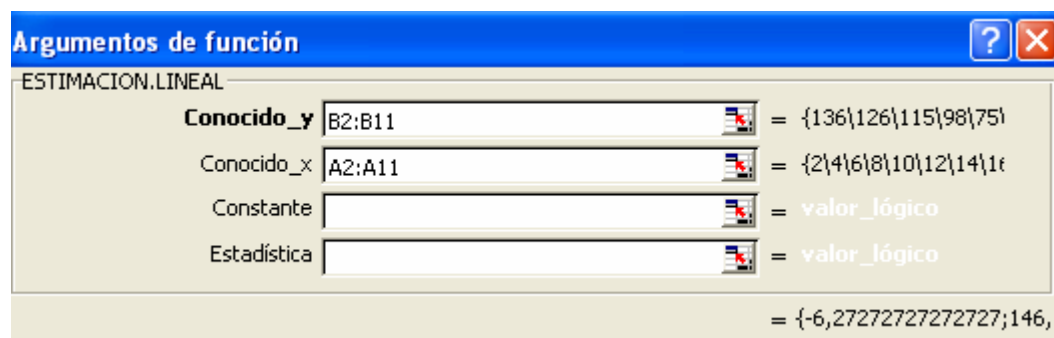 Argumentos de función
ESTIMACION.LINEAL
Conocido_y B2:B11 = {136\126\115\98\75\
Conocido_x A2:A11 = {2\4\6\8\10\12\14\16
Constante = valor_lógico
Estadística = valor_lógico
= {-6,27272727272727;146,